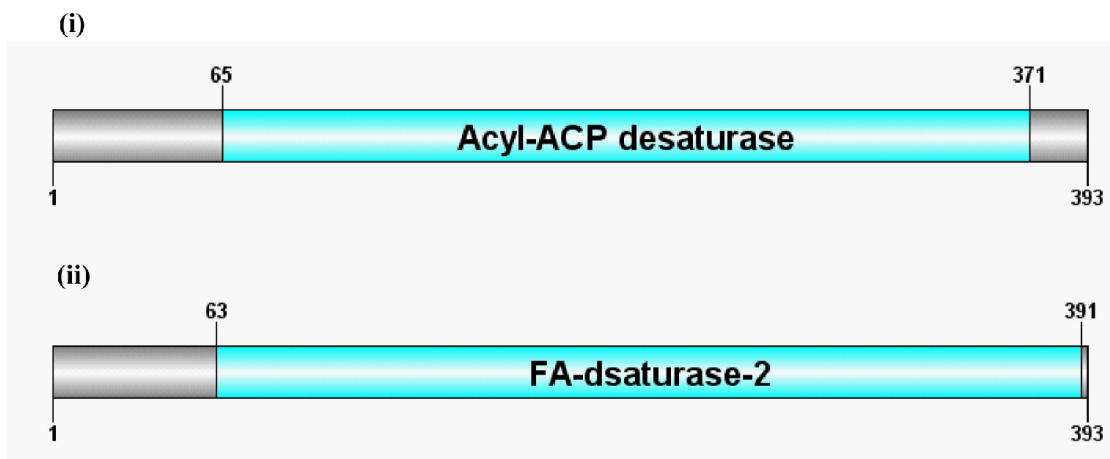 (i)
65 371
Acyl-ACP desaturase
1 393
(ii)
63 391
FA-dsaturase-2
1 393